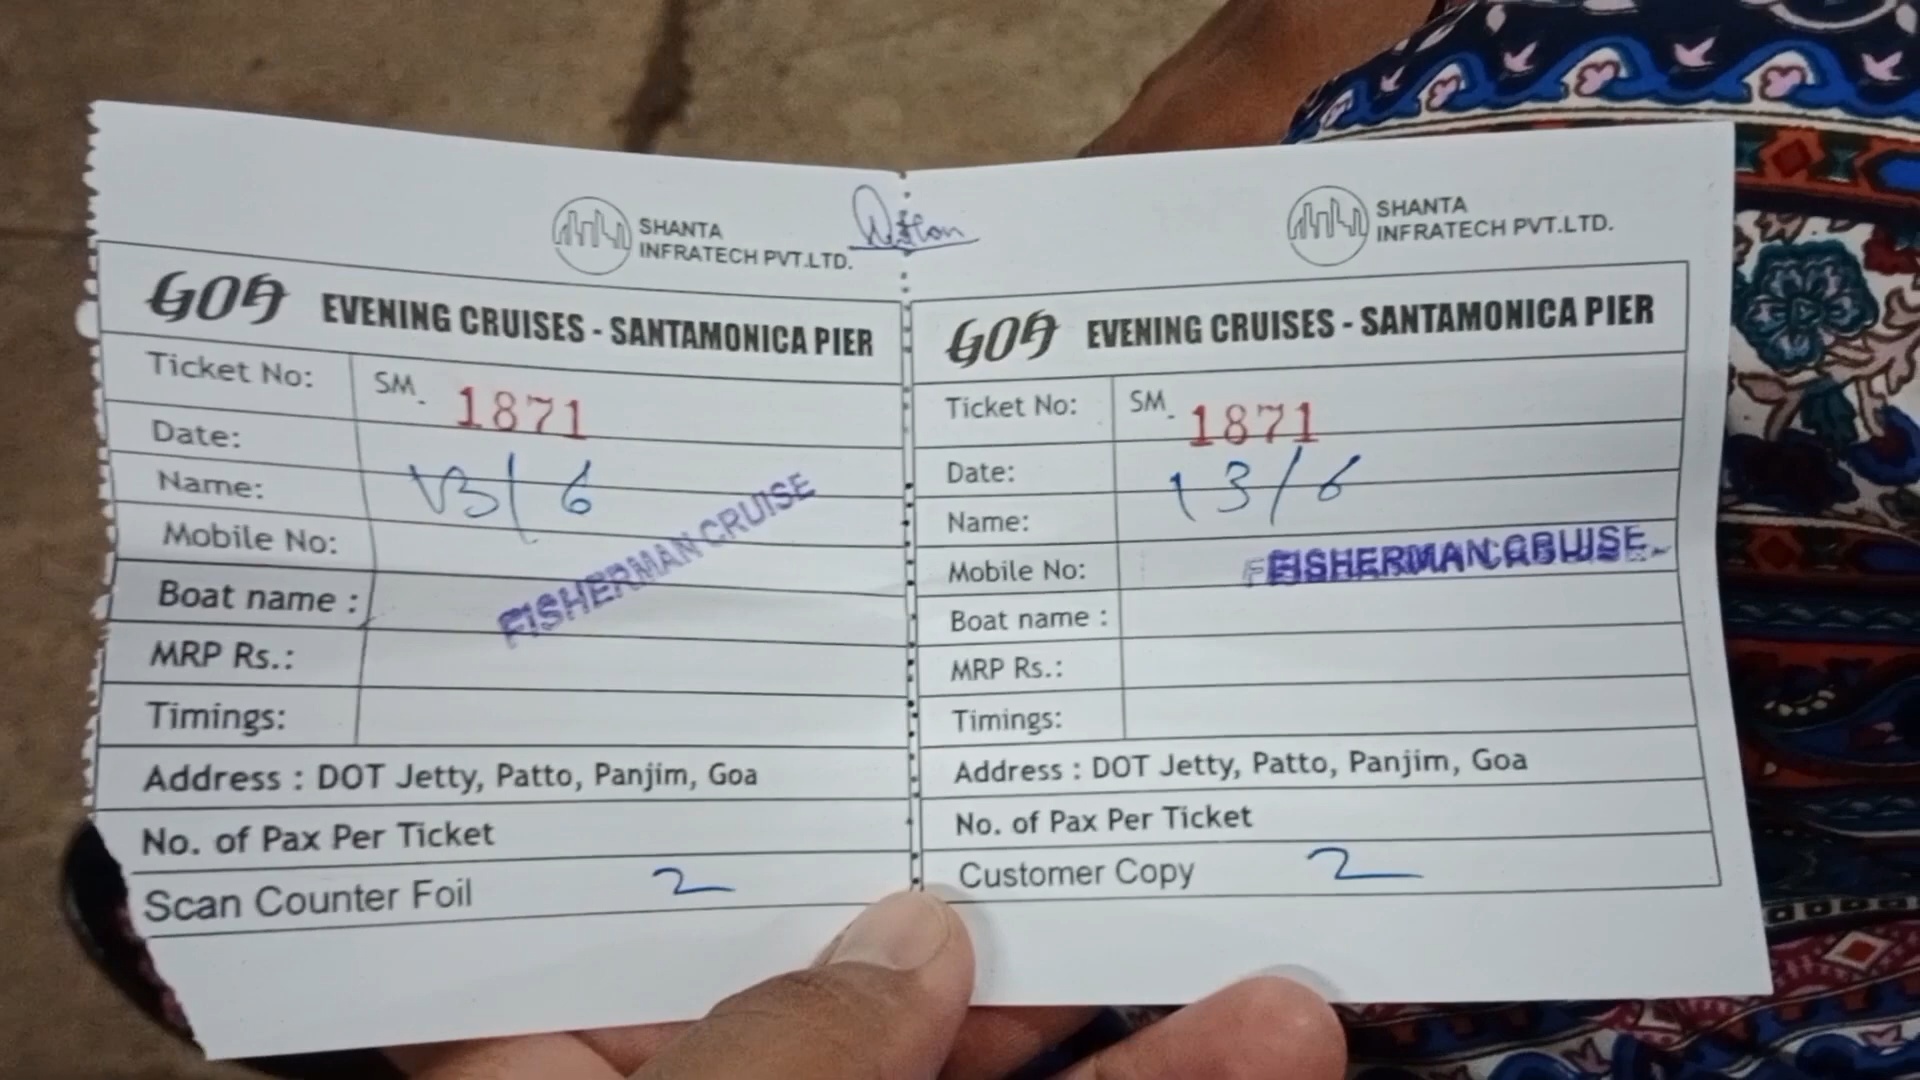 SHANTA
INFRATECH PVT.LTD.
GOA EVENING CRUISES - SANTAMONICA PIER
Ticket No: SM. 1871
Date: 13/6
Name:
Mobile No:
FISHERMAN CRUISE
Boat name :
MRP Rs.:
Timings:
Address : DOT Jetty, Patto, Panjim, Goa
No. of Pax Per Ticket
Scan Counter Foil 2
SHANTA
INFRATECH PVT.LTD.
GOA EVENING CRUISES - SANTAMONICA PIER
Ticket No: SM. 1871
Date: 13/6
Name:
Mobile No: FISHERMAN CRUISE
Boat name :
MRP Rs.:
Timings:
Address : DOT Jetty, Patto, Panjim, Goa
No. of Pax Per Ticket
Customer Copy 2